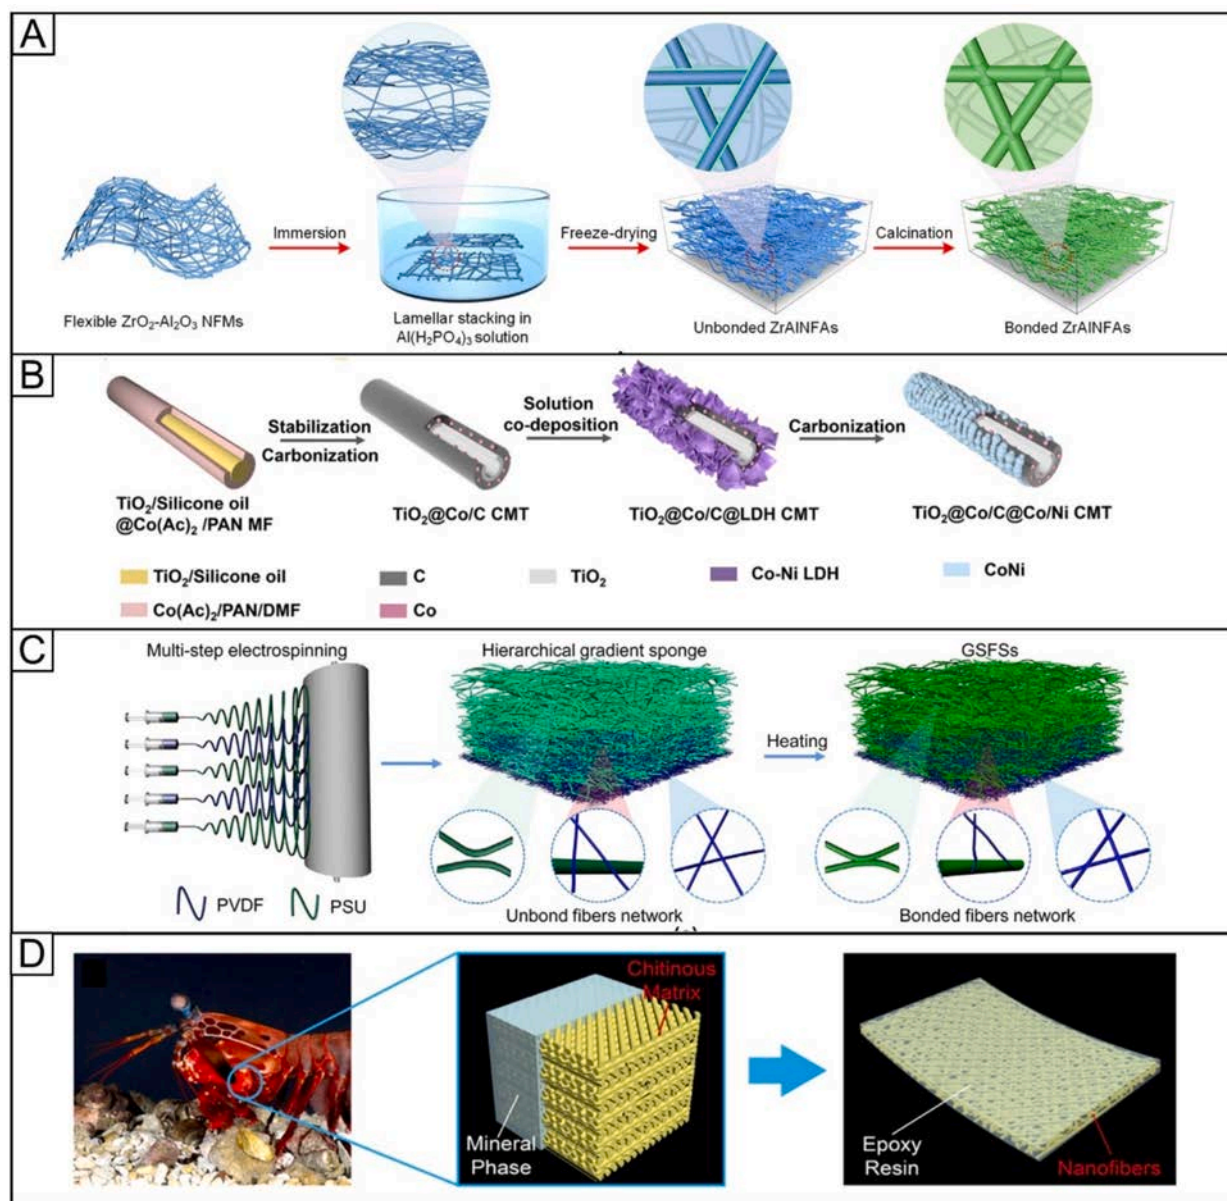 A
Immersion
Freeze-drying
Calcination
Flexible ZrO₂-Al₂O₃ NFMs
Lamellar stacking in
Al(H₂PO₄)₃ solution
Unbonded ZrAlNFAs
Bonded ZrAlNFAs
B
Stabilization
Carbonization
Solution
co-deposition
Carbonization
TiO₂/Silicone oil
@Co(Ac)₂ /PAN MF
TiO₂@Co/C CMT
TiO₂@Co/C@LDH CMT
TiO₂@Co/C@Co/Ni CMT
TiO₂/Silicone oil
C
TiO₂
Co-Ni LDH
CoNi
Co(Ac)₂/PAN/DMF
Co
C
Multi-step electrospinning
Hierarchical gradient sponge
GSFSs
Heating
PVDF
PSU
Unbond fibers network
Bonded fibers network
D
Chitinous
Matrix
Mineral
Phase
Epoxy
Resin
Nanofibers